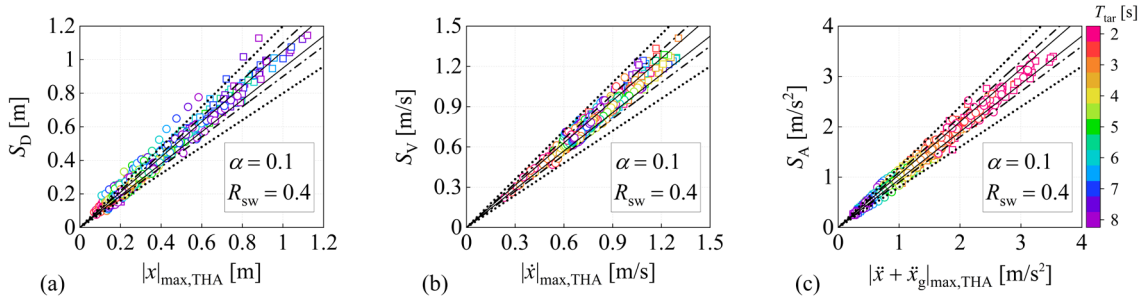 1.2
1
0.8
0.6
0.4
0.2
0
S_D [m]
α = 0.1
R_sw = 0.4
0 0.2 0.4 0.6 0.8 1 1.2
(a) |x|_max,THA [m]
1.5
1.2
0.9
0.6
0.3
0
S_V [m/s]
α = 0.1
R_sw = 0.4
0 0.3 0.6 0.9 1.2 1.5
(b) |ẋ|_max,THA [m/s]
4
3
2
1
0
S_A [m/s²]
α = 0.1
R_sw = 0.4
0 1 2 3 4
(c) |ẍ + ẍ_g|_max,THA [m/s²]
T_tar [s]
2
3
4
5
6
7
8